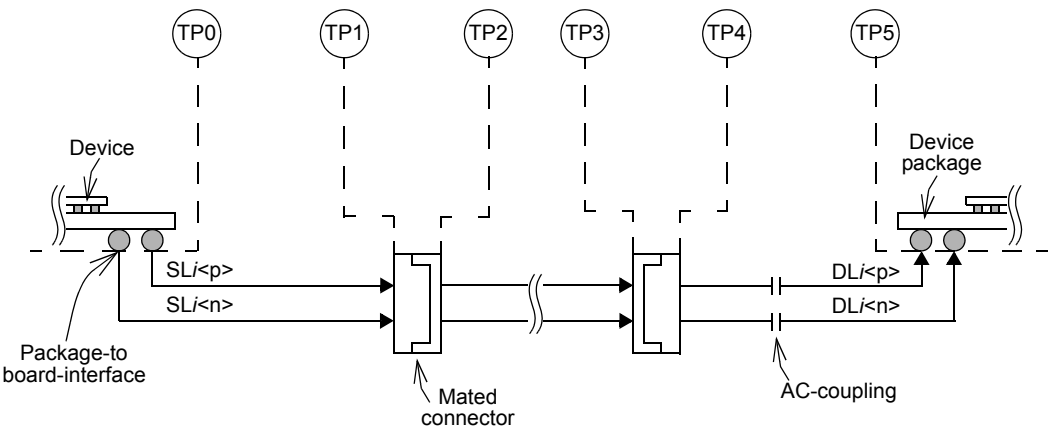 TP0 TP1 TP2 TP3 TP4 TP5
Device
Device
package
SLi<p>
DLi<p>
SLi<n>
DLi<n>
Package-to
board-interface
Mated
connector
AC-coupling